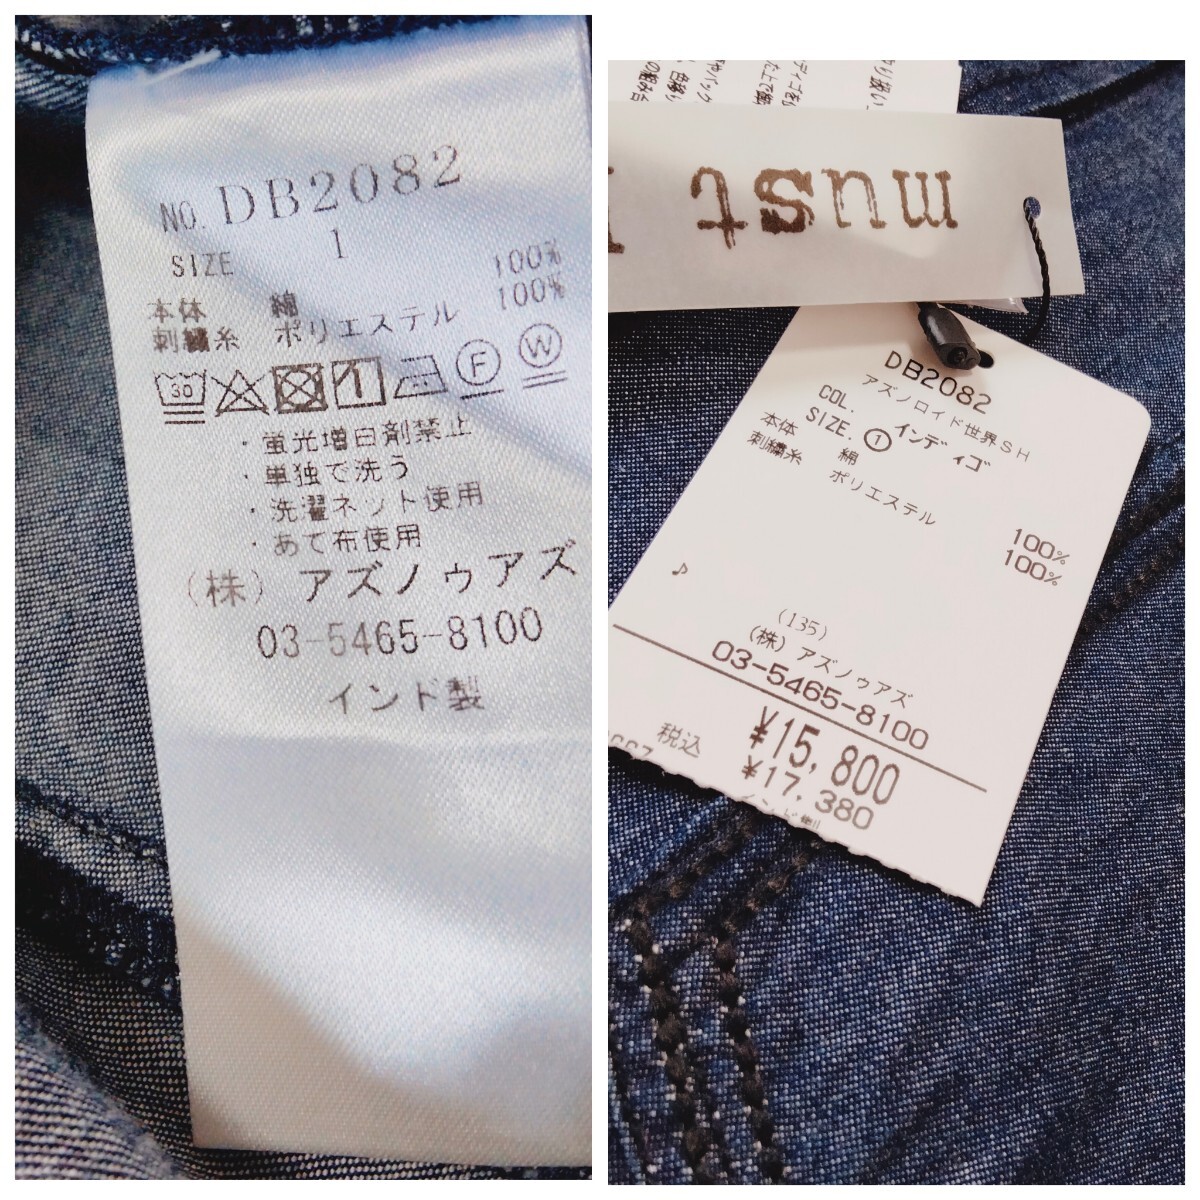 NO. DB2082
SIZE 1
本体 綿 100%
刺繍糸 ポリエステル 100%
30 1 F W
・蛍光増白剤禁止
・単独で洗う
・洗濯ネット使用
・あて布使用
(株) アズノゥアズ
03-5465-8100
インド製
must
DB2082
アズノロイド世界SH
COL. インディゴ
SIZE. 1
本体 綿 100%
刺繍糸 ポリエステル 100%
♪
(135)
(株) アズノゥアズ
03-5465-8100
¥15,800
税込 ¥17,380